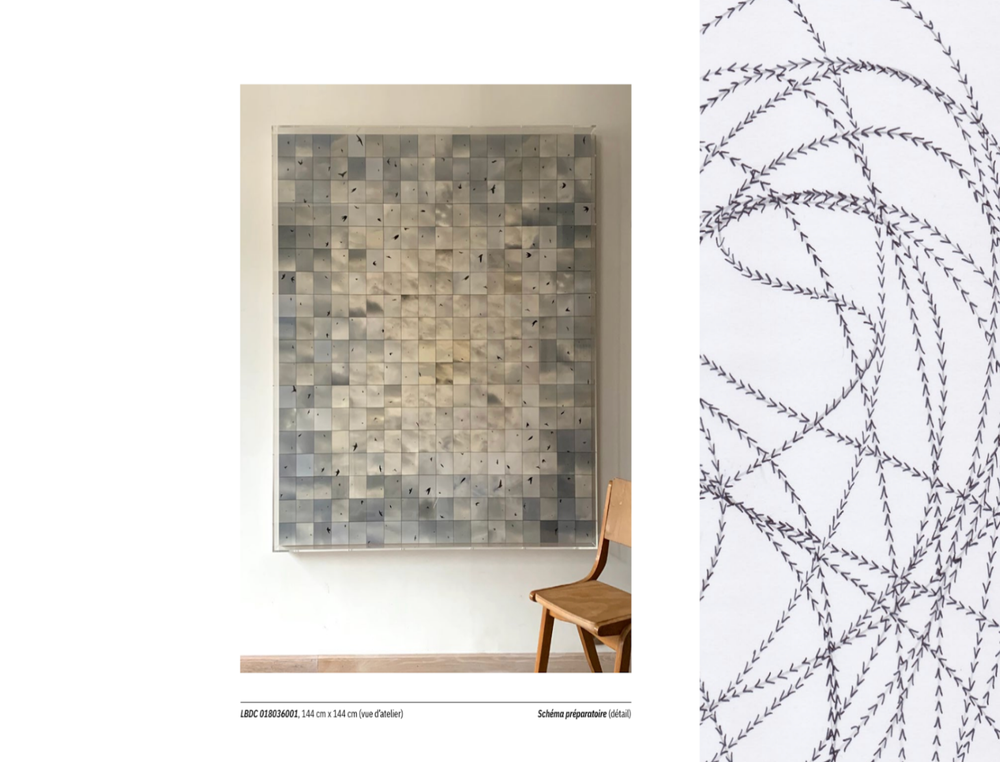 LBDC 018036001, 144 cm x 144 cm (vue d'atelier)
Schéma préparatoire (détail)